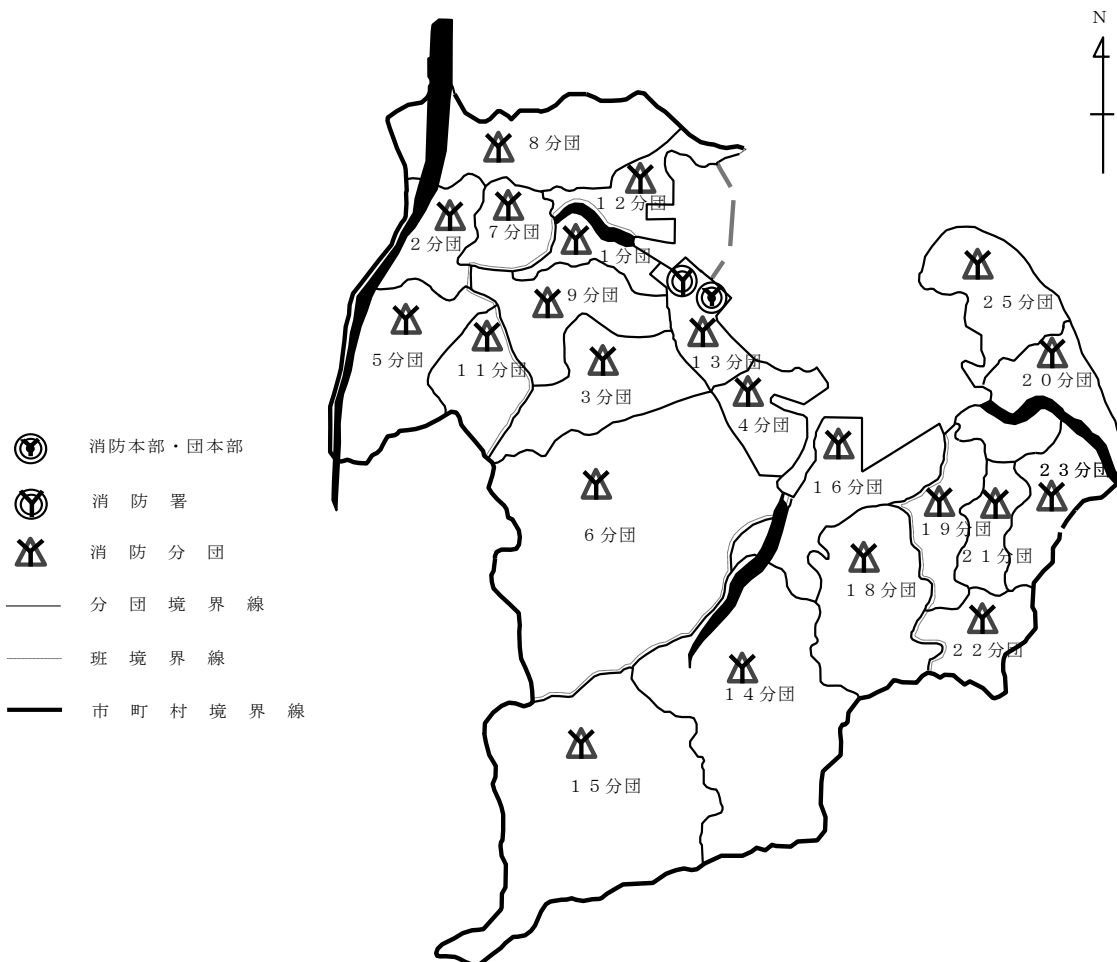 N
8分団
12分団
7分団
2分団
1分団
9分団
25分団
5分団
11分団
13分団
20分団
3分団
4分団
消防本部・団本部
23分団
16分団
消防署
19分団
6分団
21分団
消防分団
18分団
分団境界線
22分団
班境界線
14分団
市町村境界線
15分団